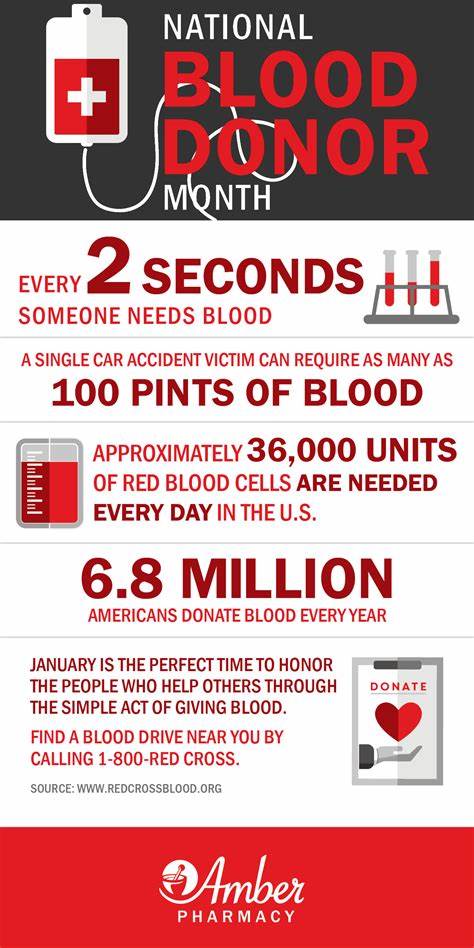 NATIONAL
BLOOD
DONOR
MONTH
EVERY 2 SECONDS
SOMEONE NEEDS BLOOD
A SINGLE CAR ACCIDENT VICTIM CAN REQUIRE AS MANY AS
100 PINTS OF BLOOD
APPROXIMATELY 36,000 UNITS
OF RED BLOOD CELLS ARE NEEDED
EVERY DAY IN THE U.S.
6.8 MILLION
AMERICANS DONATE BLOOD EVERY YEAR
JANUARY IS THE PERFECT TIME TO HONOR
THE PEOPLE WHO HELP OTHERS THROUGH
THE SIMPLE ACT OF GIVING BLOOD.
FIND A BLOOD DRIVE NEAR YOU BY
CALLING 1-800-RED CROSS.
SOURCE: WWW.REDCROSSBLOOD.ORG
DONATE
Amber
PHARMACY